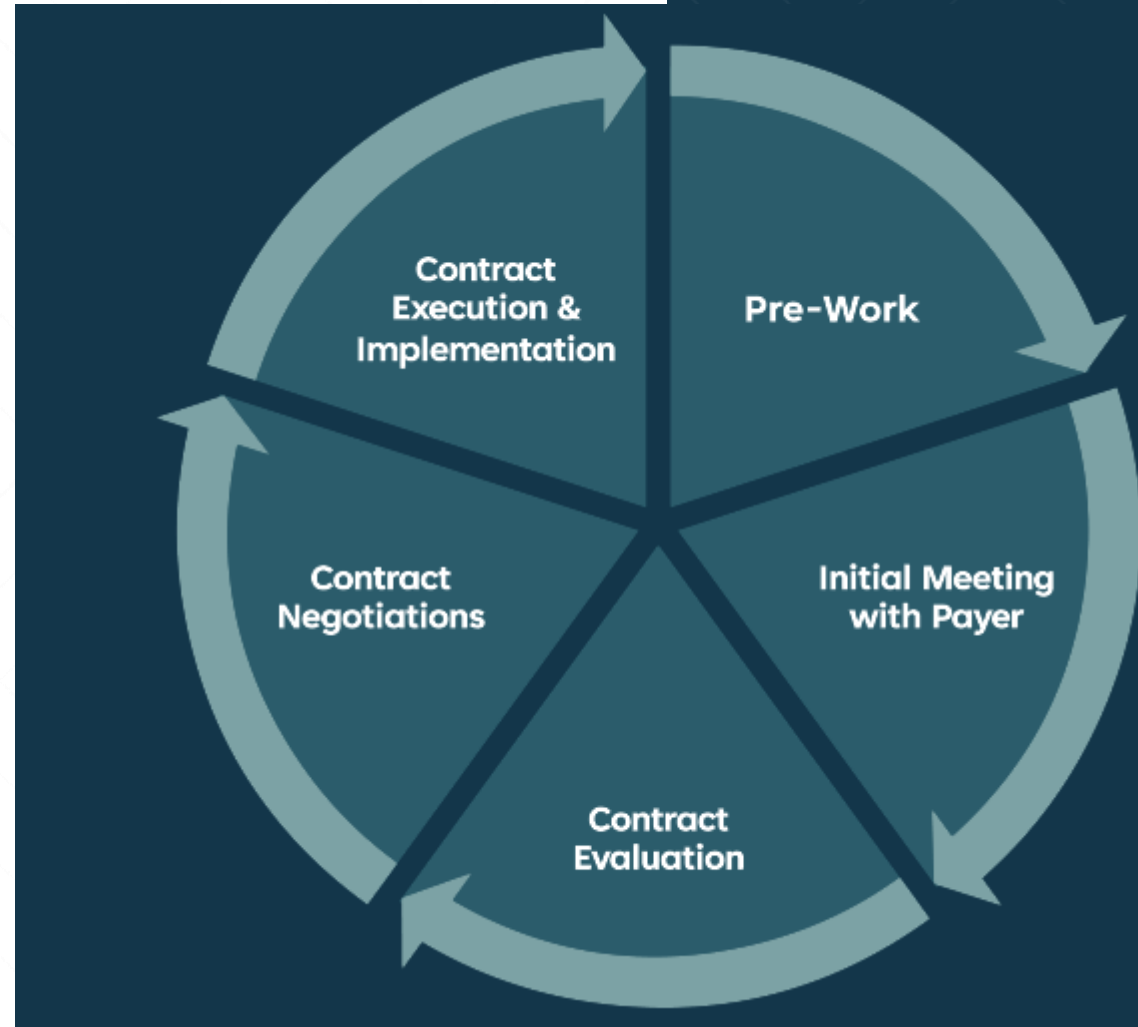 Pre-Work
Initial Meeting
with Payer
Contract
Evaluation
Contract
Negotiations
Contract
Execution &
Implementation